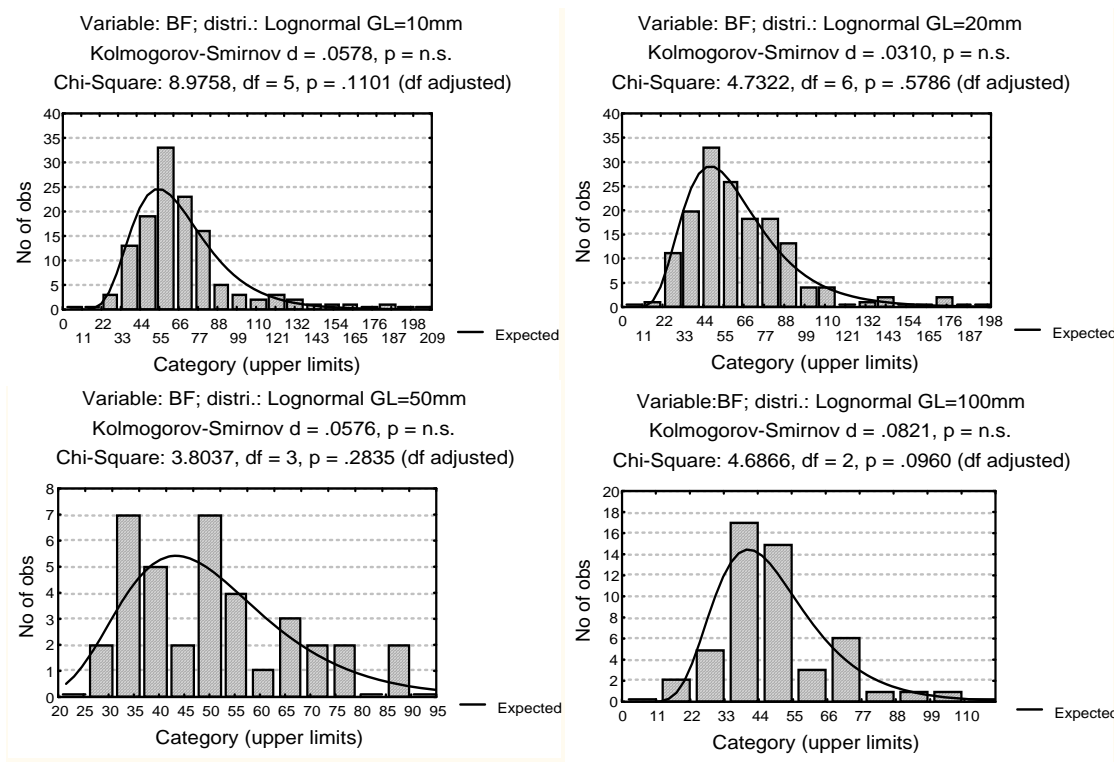 Variable: BF; distri.: Lognormal GL=10mm
Kolmogorov-Smirnov d = .0578, p = n.s.
Chi-Square: 8.9758, df = 5, p = .1101 (df adjusted)
40
35
30
25
20
15
10
5
0
No of obs
0 22 44 66 88 110 132 154 176 198
11 33 55 77 99 121 143 165 187 209
Expected
Category (upper limits)
Variable: BF; distri.: Lognormal GL=20mm
Kolmogorov-Smirnov d = .0310, p = n.s.
Chi-Square: 4.7322, df = 6, p = .5786 (df adjusted)
40
35
30
25
20
15
10
5
0
No of obs
0 22 44 66 88 110 132 154 176 198
11 33 55 77 99 121 143 165 187
Expected
Category (upper limits)
Variable: BF; distri.: Lognormal GL=50mm
Kolmogorov-Smirnov d = .0576, p = n.s.
Chi-Square: 3.8037, df = 3, p = .2835 (df adjusted)
8
7
6
5
4
3
2
1
0
No of obs
20 25 30 35 40 45 50 55 60 65 70 75 80 85 90 95
Expected
Category (upper limits)
Variable:BF; distri.: Lognormal GL=100mm
Kolmogorov-Smirnov d = .0821, p = n.s.
Chi-Square: 4.6866, df = 2, p = .0960 (df adjusted)
20
18
16
14
12
10
8
6
4
2
0
No of obs
0 11 22 33 44 55 66 77 88 99 110
Expected
Category (upper limits)